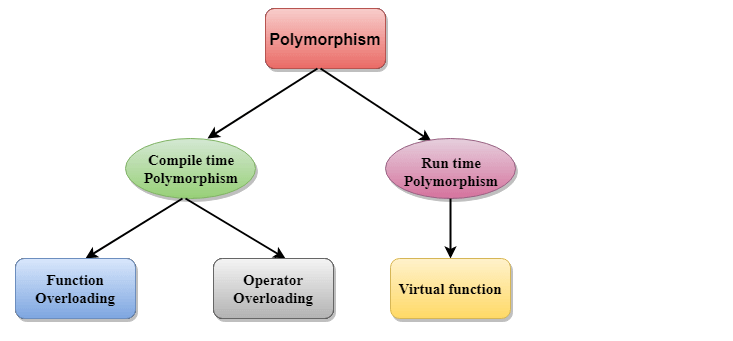 Polymorphism
Compile time
Polymorphism
Run time
Polymorphism
Function
Overloading
Operator
Overloading
Virtual function